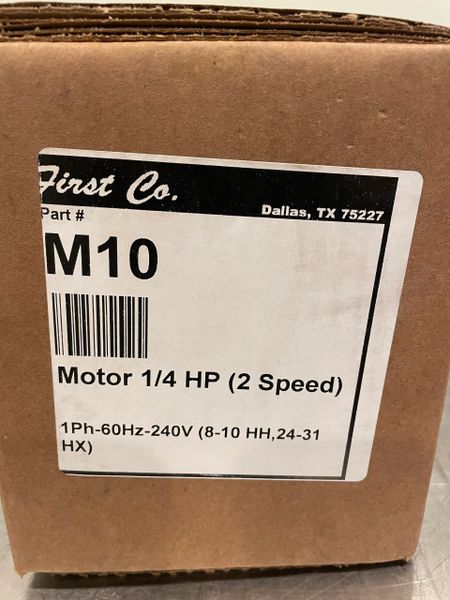 First Co.
Part #
Dallas, TX 75227
M10
Motor 1/4 HP (2 Speed)
1Ph-60Hz-240V (8-10 HH,24-31
HX)